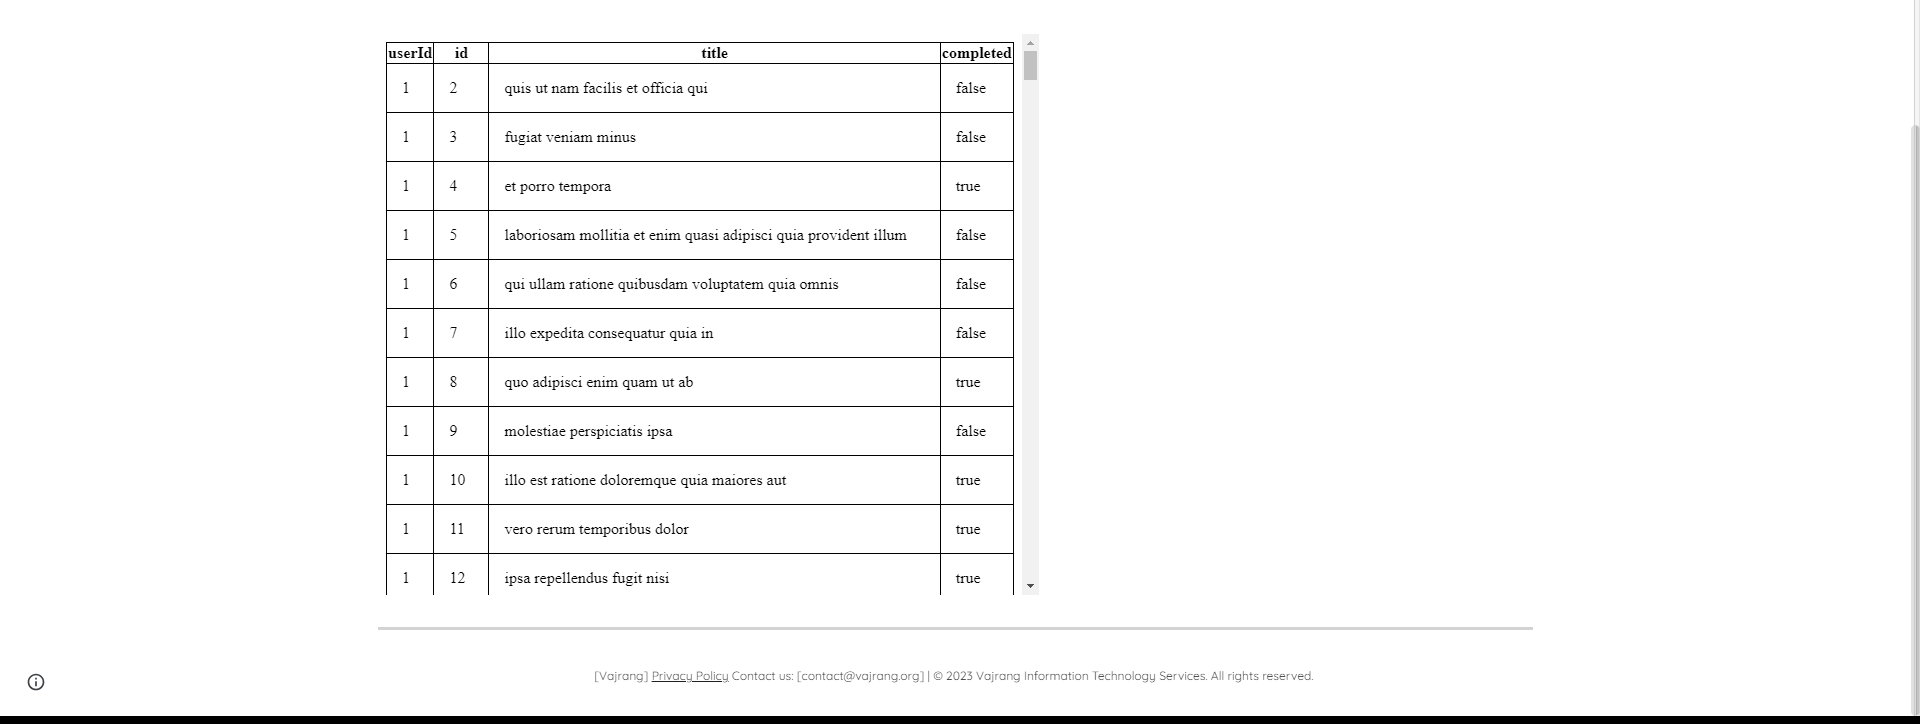 userId id title completed
1 2 quis ut nam facilis et officia qui false
1 3 fugiat veniam minus false
1 4 et porro tempora true
1 5 laboriosam mollitia et enim quasi adipisci quia provident illum false
1 6 qui ullam ratione quibusdam voluptatem quia omnis false
1 7 illo expedita consequatur quia in false
1 8 quo adipisci enim quam ut ab true
1 9 molestiae perspiciatis ipsa false
1 10 illo est ratione doloremque quia maiores aut true
1 11 vero rerum temporibus dolor true
1 12 ipsa repellendus fugit nisi true
[Vajrang] Privacy Policy Contact us: [contact@vajrang.org] | © 2023 Vajrang Information Technology Services. All rights reserved.